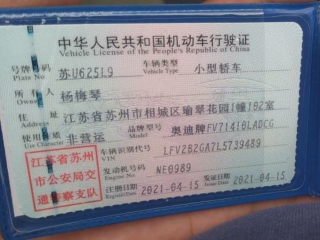 中华人民共和国机动车行驶证
Vehicle License of the People's Republic of China
号牌号码 苏U6251J9 车辆类型 小型轿车
Plate No. Vehicle Type
所有人 杨梅琴
Owner
住址 江苏省苏州市相城区瑜翠花园1幢102室
Address
使用性质 非营运 品牌型号 奥迪牌FV7141BLADCG
Use Character Model
江苏省苏州
市公安局交
通警察支队
车辆识别代号 LFV2B2GA7L5739489
VIN
发动机号码 NE0989
Engine No.
注册日期 2021-04-15 发证日期 2021-04-15
Register Date Issue Date